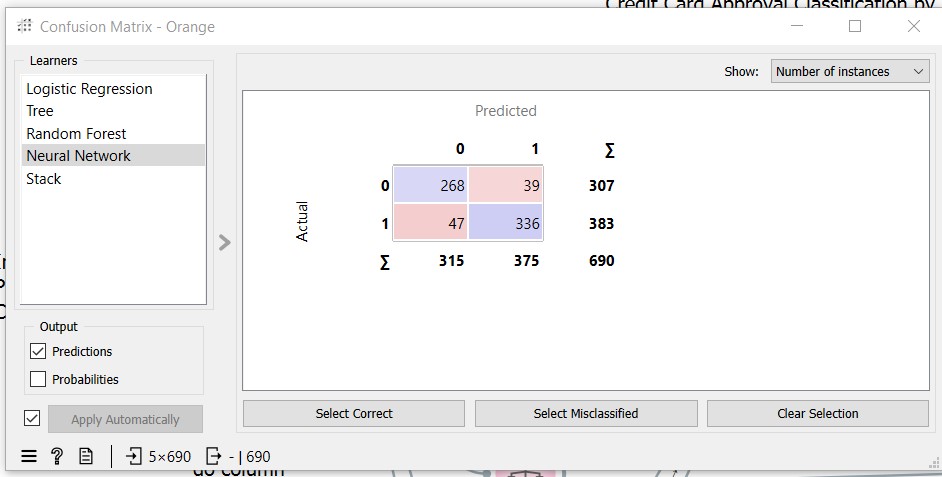 Credit Card Approval Classification by
Confusion Matrix - Orange
Learners
Logistic Regression
Tree
Random Forest
Neural Network
Stack
Output
Predictions
Probabilities
Apply Automatically
Show: Number of instances
Predicted
0 1 ∑
Actual
0 268 39 307
1 47 336 383
∑ 315 375 690
Select Correct Select Misclassified Clear Selection
5×690 - | 690
do column